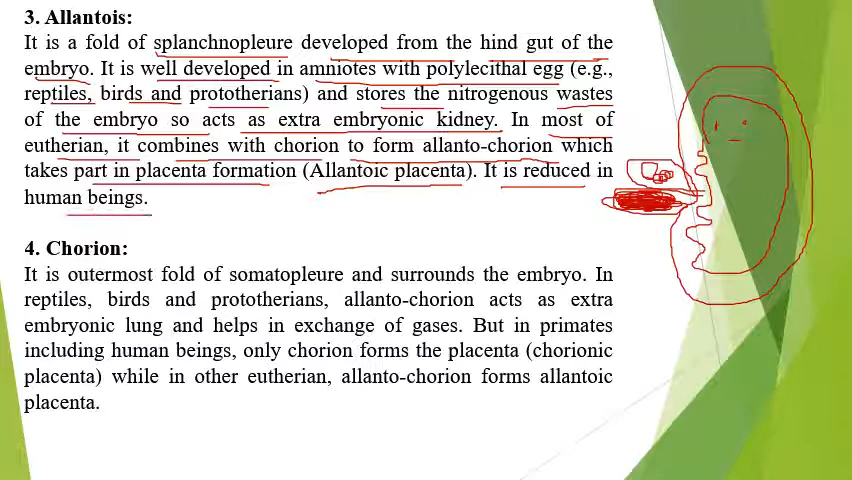 3. Allantois:
It is a fold of splanchnopleure developed from the hind gut of the
embryo. It is well developed in amniotes with polylecithal egg (e.g.,
reptiles, birds and prototherians) and stores the nitrogenous wastes
of the embryo so acts as extra embryonic kidney. In most of
eutherian, it combines with chorion to form allanto-chorion which
takes part in placenta formation (Allantoic placenta). It is reduced in
human beings.
4. Chorion:
It is outermost fold of somatopleure and surrounds the embryo. In
reptiles, birds and prototherians, allanto-chorion acts as extra
embryonic lung and helps in exchange of gases. But in primates
including human beings, only chorion forms the placenta (chorionic
placenta) while in other eutherian, allanto-chorion forms allantoic
placenta.